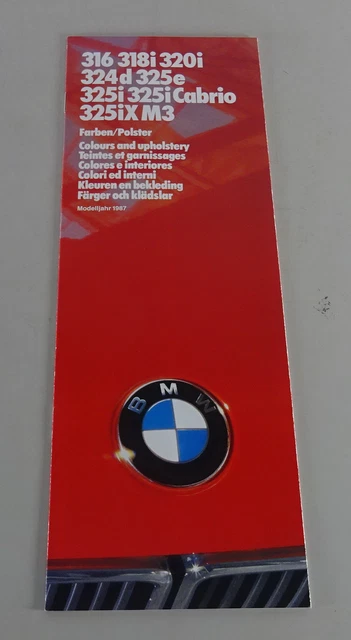 316 318i 320i
324d 325e
325i 325i Cabrio
325iX M3
Farben/Polster
Colours and upholstery
Teintes et garnissages
Colores e interiores
Colori ed interni
Kleuren en bekleding
Färger och klädslar
Modelljahr 1987
BMW